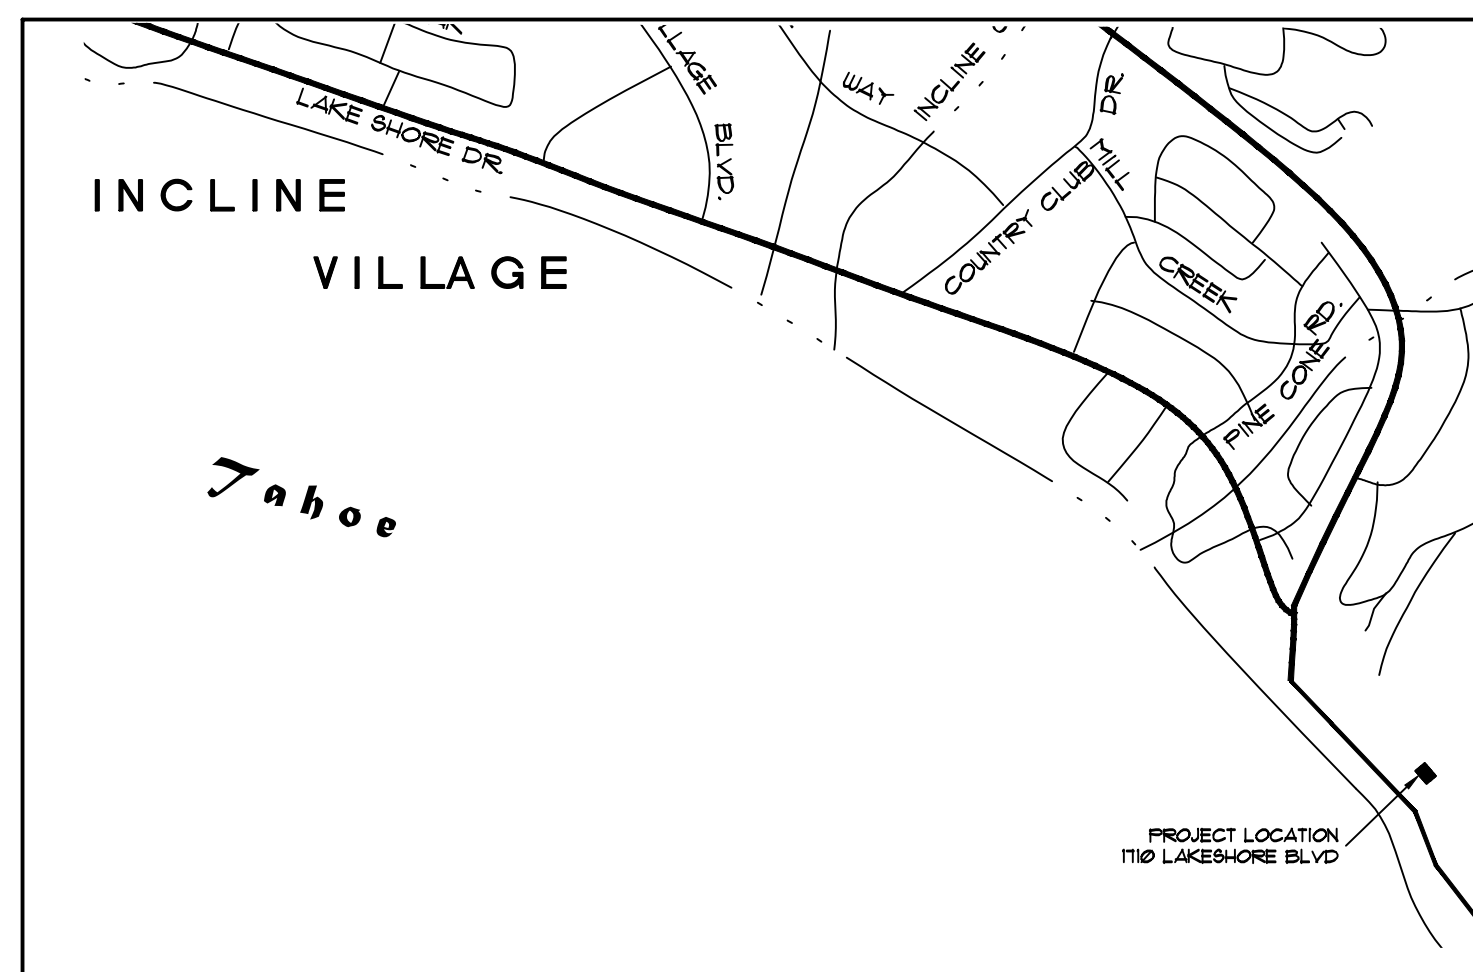 LLAGE
BLVD.
WAY
INCLINE
DR
LAKE SHORE DR
COUNTRY CLUB
MILL
CREEK
INCLINE
VILLAGE
PINE CONE RD.
Tahoe
PROJECT LOCATION
1710 LAKESHORE BLVD